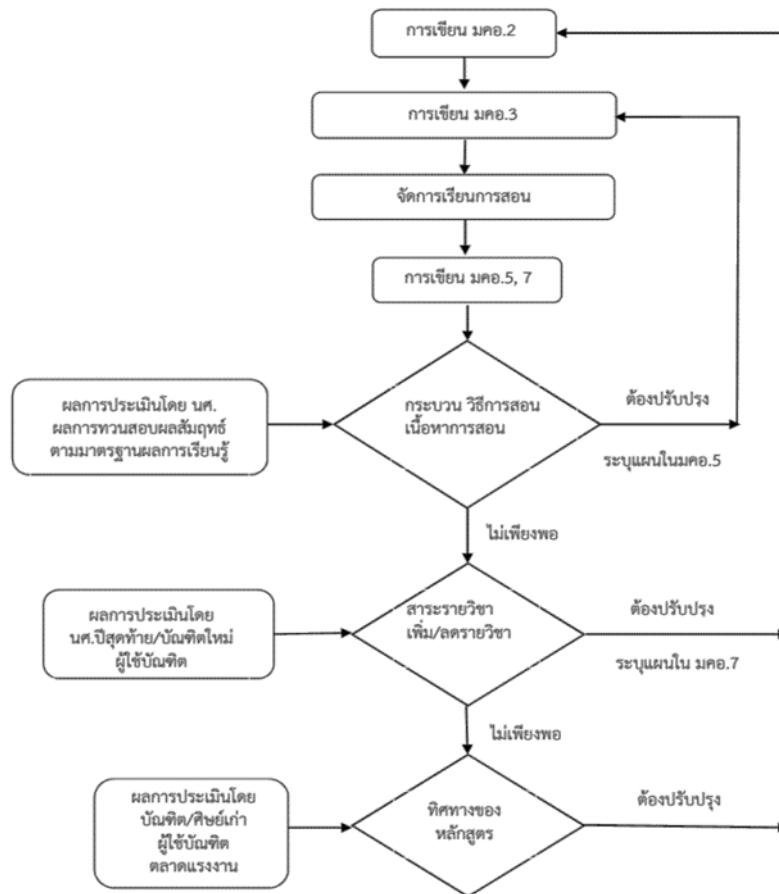 การเขียน มคอ.2
การเขียน มคอ.3
จัดการเรียนการสอน
การเขียน มคอ.5, 7
ผลการประเมินโดย นศ.
ผลการทวนสอบผลสัมฤทธ์
ตามมาตรฐานผลการเรียนรู้
กระบวน วิธีการสอน
เนื้อหาการสอน
ต้องปรับปรุง
ระบุแผนในมคอ.5
ไม่เพียงพอ
ผลการประเมินโดย
นศ.ปีสุดท้าย/บัณฑิตใหม่
ผู้ใช้บัณฑิต
สาระรายวิชา
เพิ่ม/ลดรายวิชา
ต้องปรับปรุง
ระบุแผนใน มคอ.7
ไม่เพียงพอ
ผลการประเมินโดย
บัณฑิต/ศิษย์เก่า
ผู้ใช้บัณฑิต
ตลาดแรงงาน
ทิศทางของ
หลักสูตร
ต้องปรับปรุง